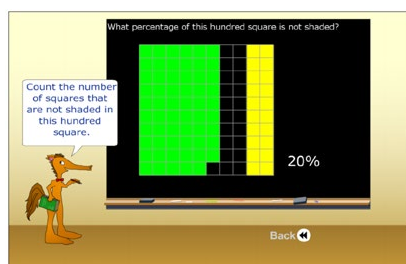 What percentage of this hundred square is not shaded?
Count the number
of squares that
are not shaded in
this hundred
square.
20%
Back